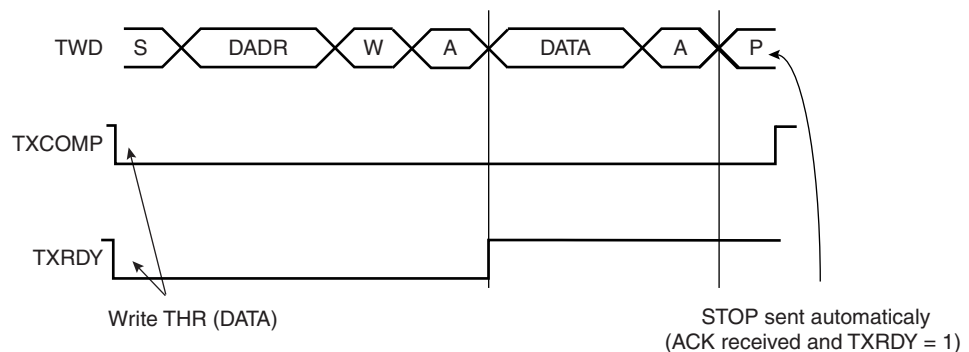 TWD S DADR W A DATA A P
TXCOMP
TXRDY
Write THR (DATA)
STOP sent automaticaly
(ACK received and TXRDY = 1)